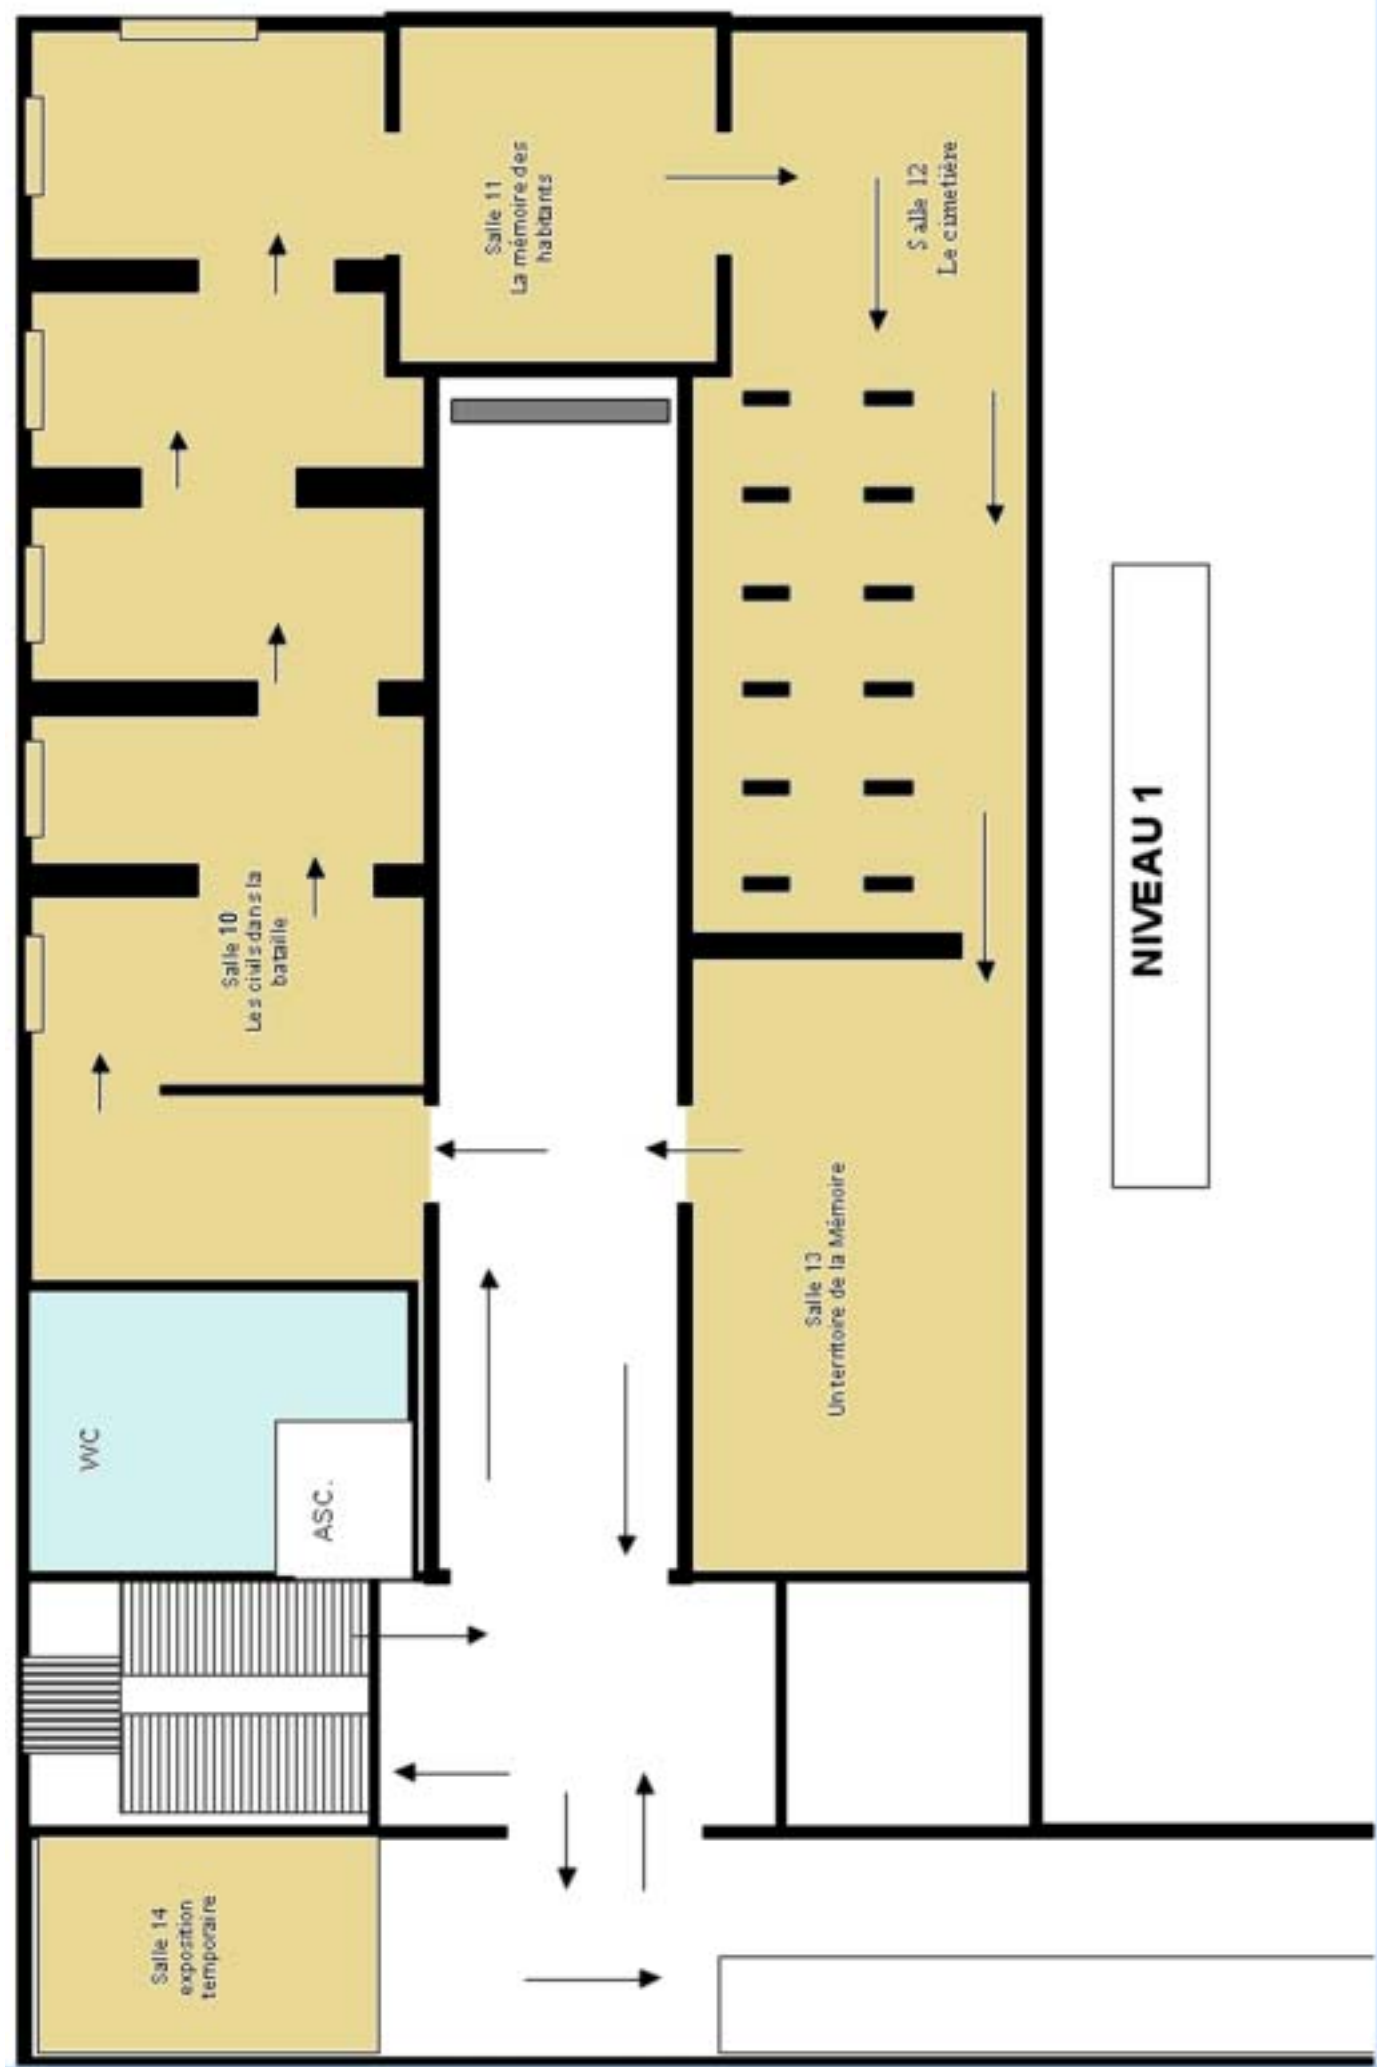 Salle 11
La mémoire des
habitants
Salle 12
Le cimetière
Salle 10
Les civils dans la
bataille
NIVEAU 1
Salle 13
Un territoire de la Mémoire
WC
ASC.
Salle 14
exposition
temporaire